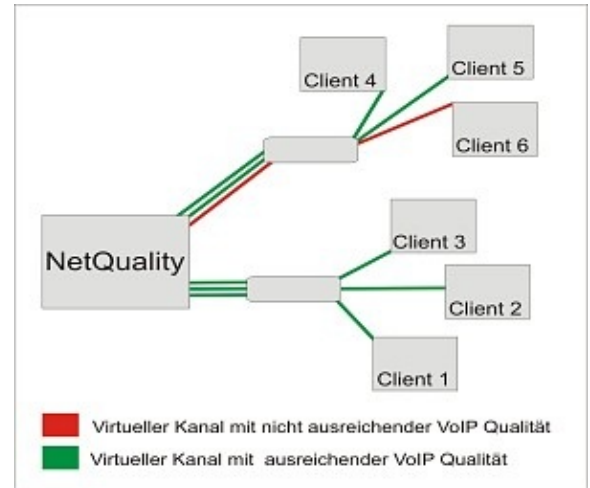 Client 4
Client 5
Client 6
NetQuality
Client 3
Client 2
Client 1
Virtueller Kanal mit nicht ausreichender VoIP Qualität
Virtueller Kanal mit ausreichender VoIP Qualität